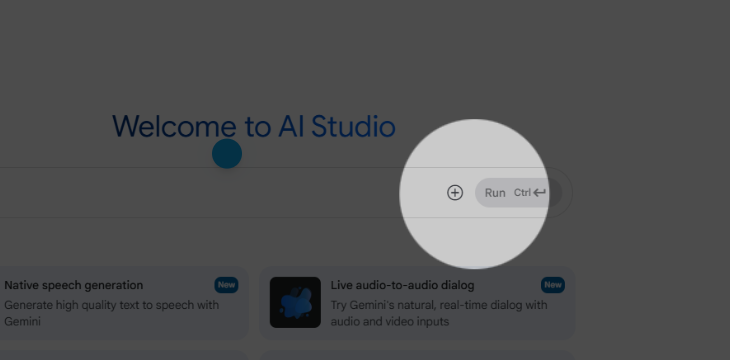 Welcome to AI Studio
Run Ctrl ↵
Native speech generation
New
Generate high quality text to speech with
Gemini
Live audio-to-audio dialog
New
Try Gemini's natural, real-time dialog with
audio and video inputs